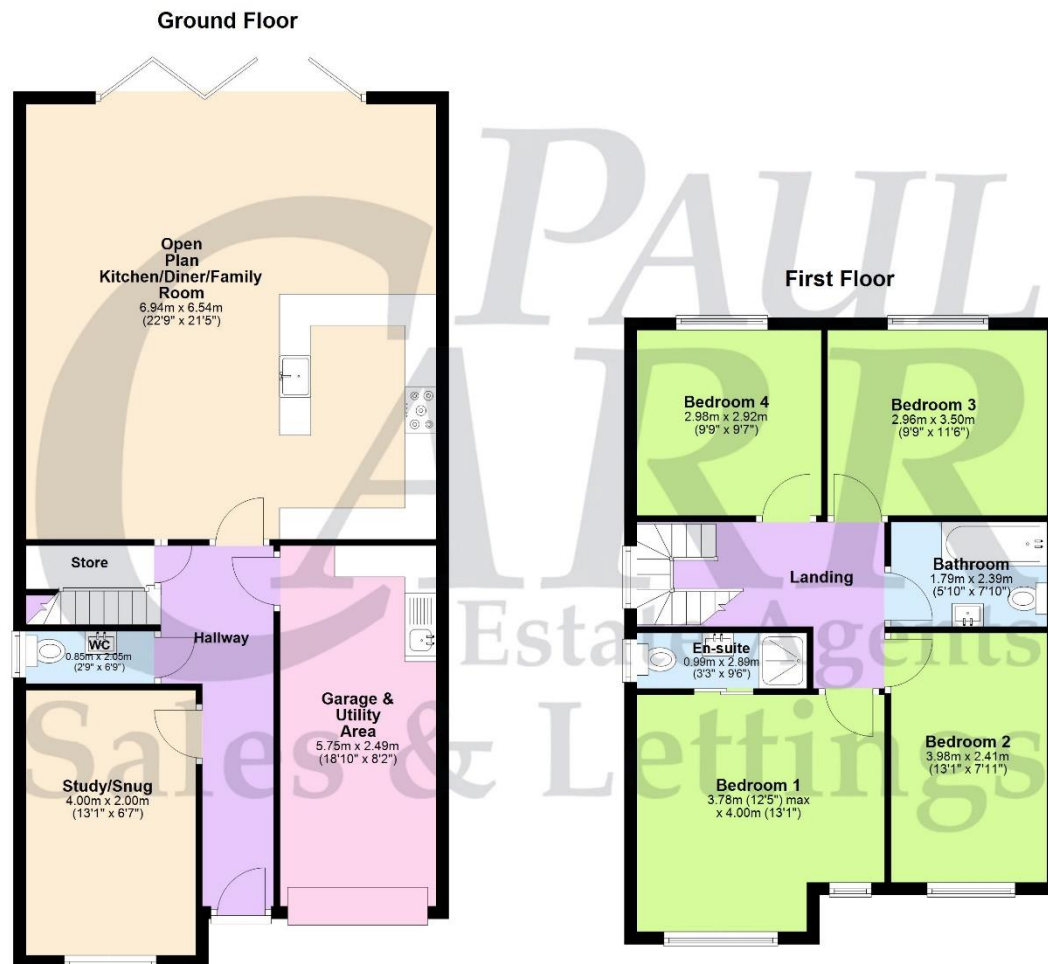 Ground Floor
Open
Plan
Kitchen/Diner/Family
Room
6.94m x 6.54m
(22'9" x 21'5")
Store
Hallway
WC
0.85m x 2.05m
(2'9" x 6'9")
Garage &
Utility
Area
5.75m x 2.49m
(18'10" x 8'2")
Study/Snug
4.00m x 2.00m
(13'1" x 6'7")
First Floor
Bedroom 4
2.98m x 2.92m
(9'9" x 9'7")
Bedroom 3
2.96m x 3.50m
(9'9" x 11'6")
Landing
Bathroom
1.79m x 2.39m
(5'10" x 7'10")
En-suite
0.99m x 2.89m
(3'3" x 9'6")
Bedroom 1
3.78m (12'5") max
x 4.00m (13'1")
Bedroom 2
3.98m x 2.41m
(13'1" x 7'11")
PAUL
CARR
Estate Agents
Sales & Lettings